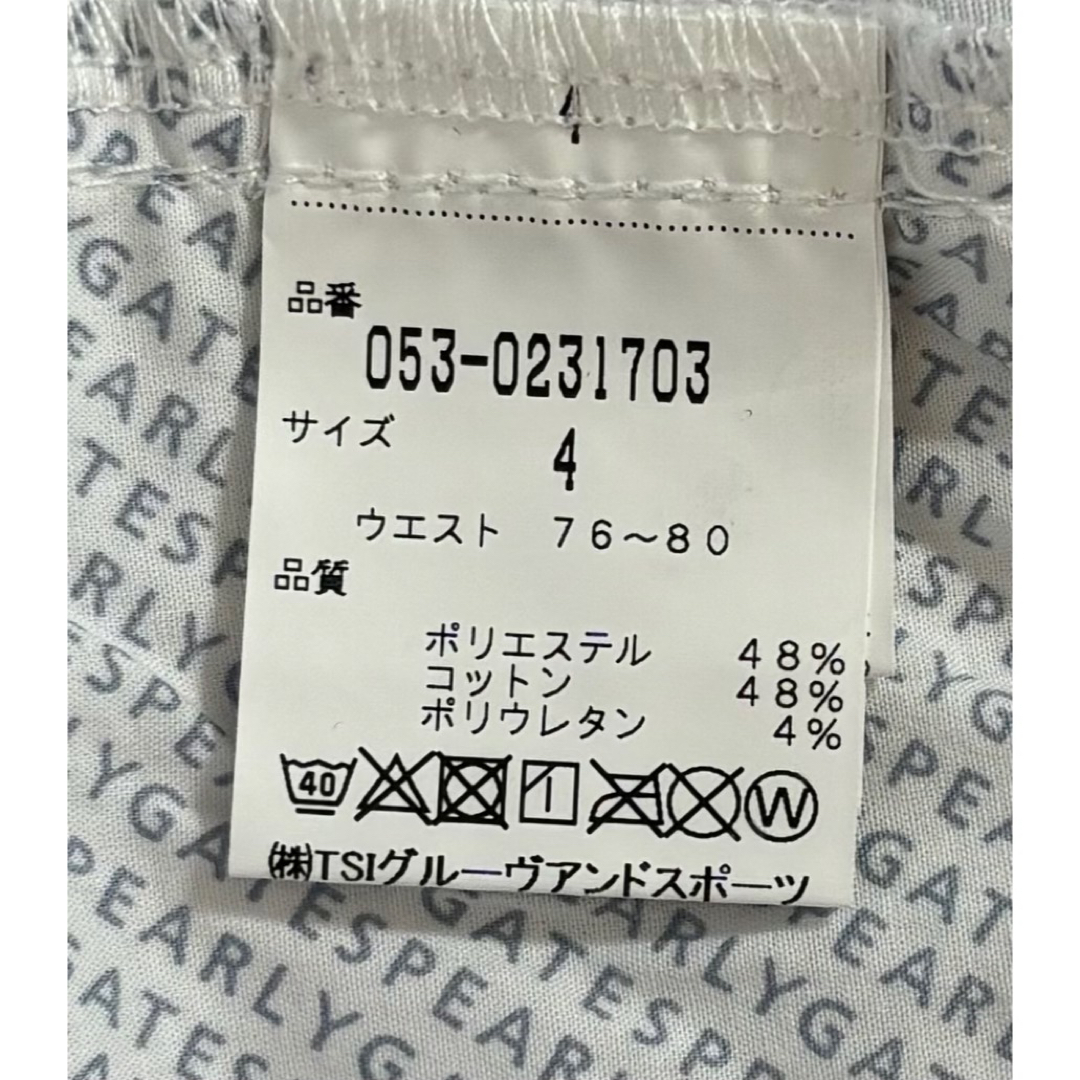 4
品番
053-0231703
サイズ
4
ウエスト 76~80
品質
ポリエステル 48%
コットン 48%
ポリウレタン 4%
40
W
㈱TSIグルーヴアンドスポーツ
PEARLYGATES